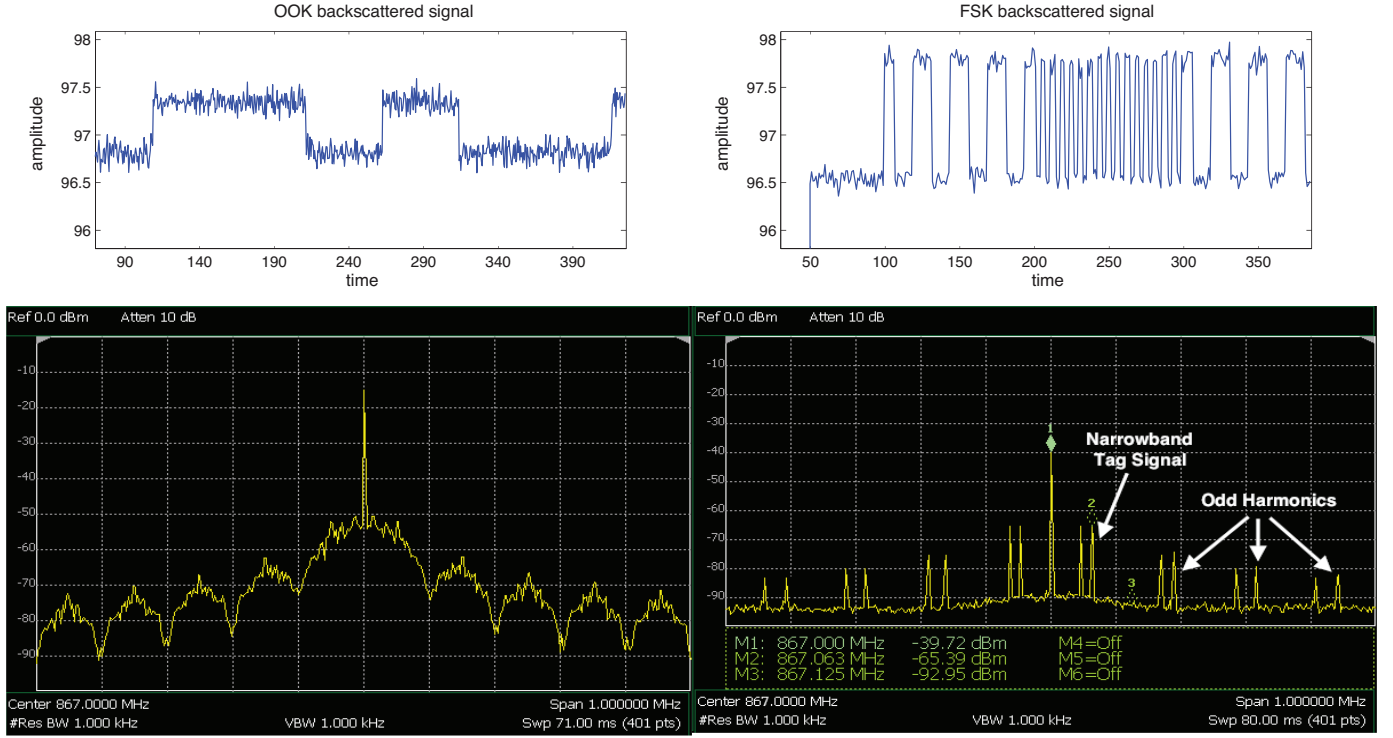 OOK backscattered signal
98
97.5
97
96.5
96
amplitude
90 140 190 240 290 340 390
time
FSK backscattered signal
98
97.5
97
96.5
96
amplitude
50 100 150 200 250 300 350
time
Ref 0.0 dBm Atten 10 dB
-10
-20
-30
-40
-50
-60
-70
-80
-90
Center 867.0000 MHz Span 1.000000 MHz
#Res BW 1.000 kHz VBW 1.000 kHz Swp 71.00 ms (401 pts)
Ref 0.0 dBm Atten 10 dB
-10
-20
-30
-40
-50
-60
-70
-80
-90
1
2
3
Narrowband
Tag Signal
Odd Harmonics
M1: 867.000 MHz -39.72 dBm M4=Off
M2: 867.063 MHz -65.39 dBm M5=Off
M3: 867.125 MHz -92.95 dBm M6=Off
Center 867.0000 MHz Span 1.000000 MHz
#Res BW 1.000 kHz VBW 1.000 kHz Swp 80.00 ms (401 pts)